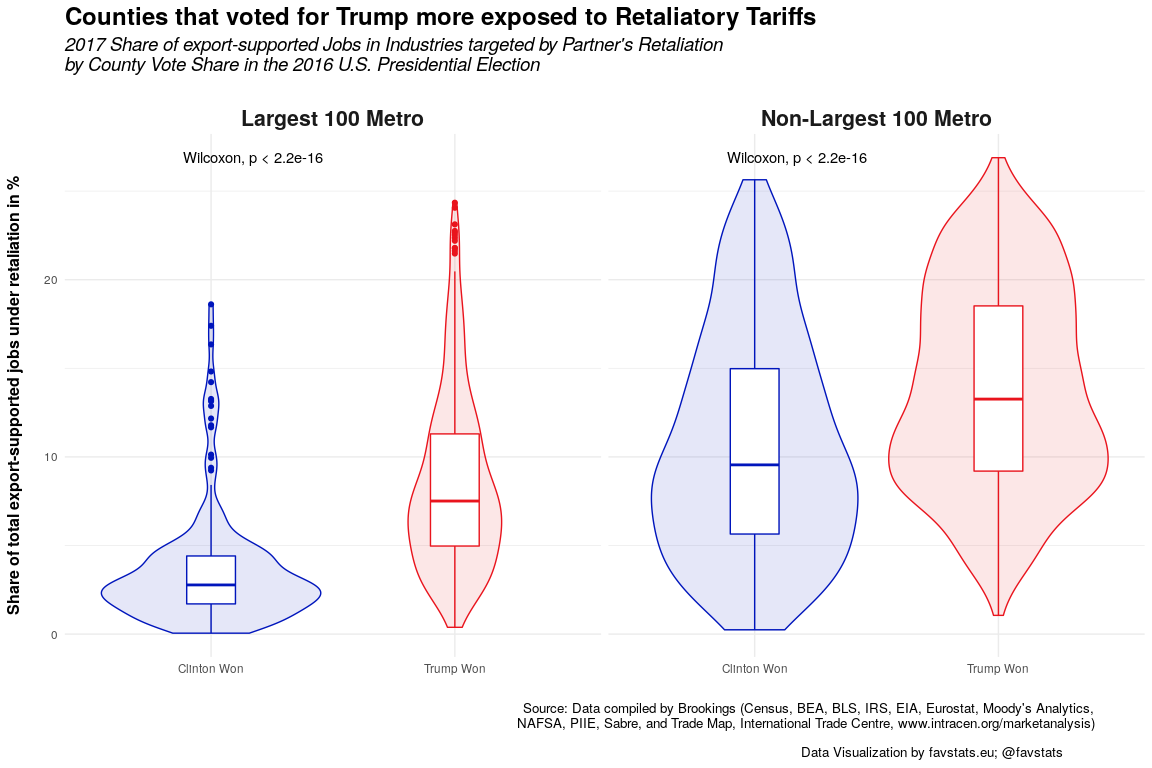 Counties that voted for Trump more exposed to Retaliatory Tariffs
2017 Share of export-supported Jobs in Industries targeted by Partner's Retaliation
by County Vote Share in the 2016 U.S. Presidential Election
Largest 100 Metro
Non-Largest 100 Metro
Wilcoxon, p < 2.2e-16
Wilcoxon, p < 2.2e-16
Share of total export-supported jobs under retaliation in %
20
10
0
Clinton Won
Trump Won
Clinton Won
Trump Won
Source: Data compiled by Brookings (Census, BEA, BLS, IRS, EIA, Eurostat, Moody's Analytics,
NAFSA, PIIE, Sabre, and Trade Map, International Trade Centre, www.intracen.org/marketanalysis)
Data Visualization by favstats.eu; @favstats